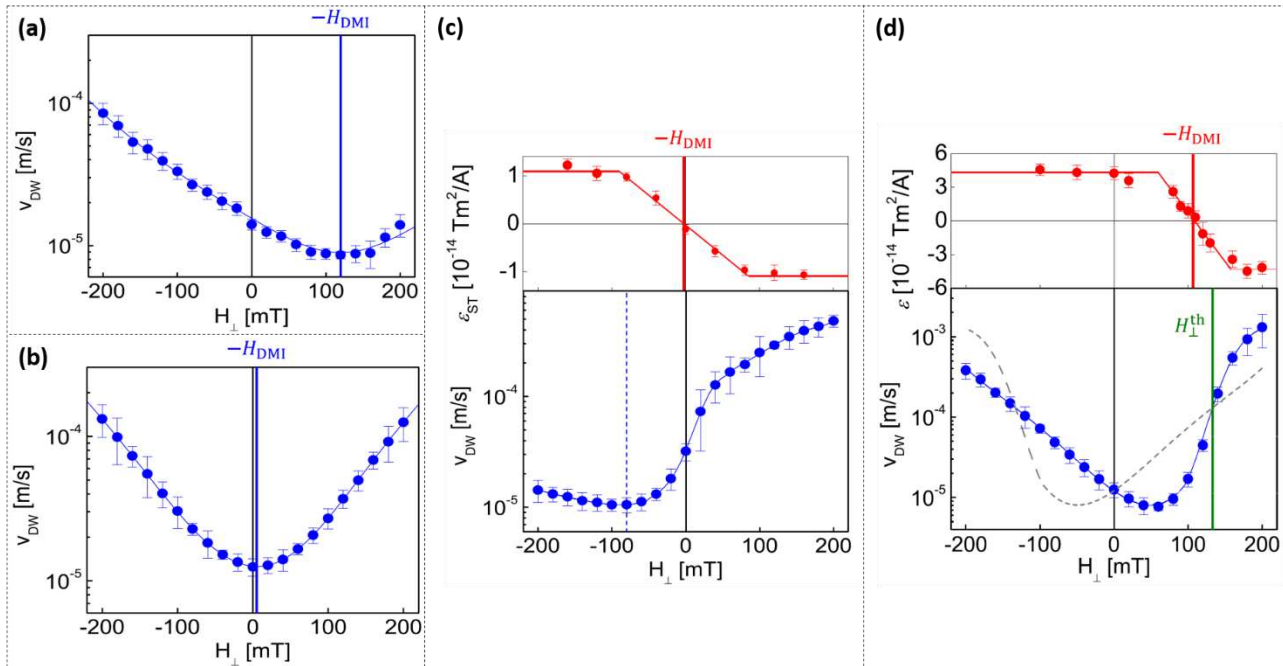 (a)
−H_DMI
10^-4
10^-5
v_DW [m/s]
-200 -100 0 100 200
H_⊥ [mT]
(b)
−H_DMI
10^-4
10^-5
v_DW [m/s]
-200 -100 0 100 200
H_⊥ [mT]
(c)
−H_DMI
1
0
-1
ε_ST [10^-14 Tm^2/A]
10^-4
10^-5
v_DW [m/s]
-200 -100 0 100 200
H_⊥ [mT]
(d)
−H_DMI
6
3
0
-3
-6
ε [10^-14 Tm^2/A]
H_⊥^th
10^-3
10^-4
10^-5
v_DW [m/s]
-200 -100 0 100 200
H_⊥ [mT]